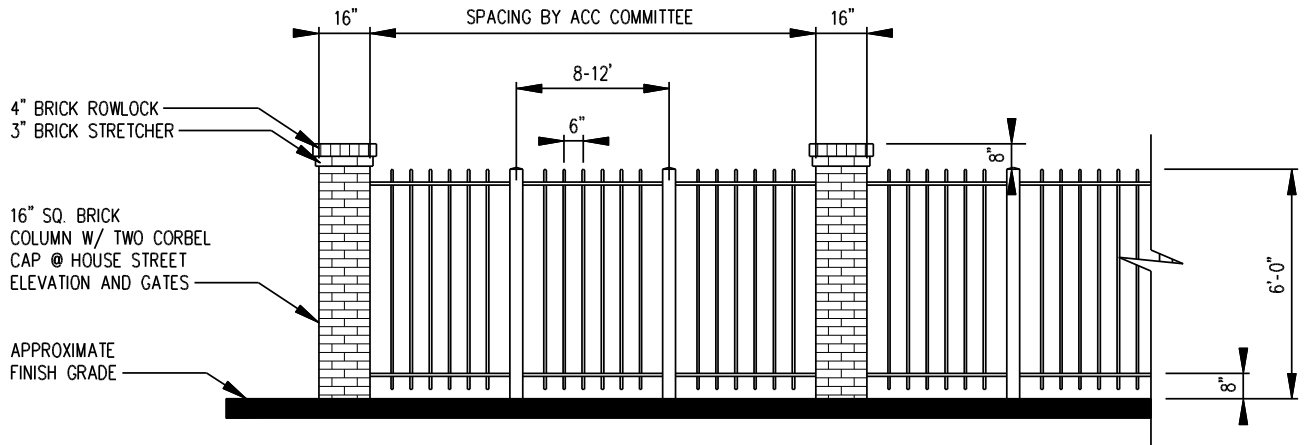 16"
SPACING BY ACC COMMITTEE
16"
8-12'
4" BRICK ROWLOCK
3" BRICK STRETCHER
6"
8"
16" SQ. BRICK
COLUMN W/ TWO CORBEL
CAP @ HOUSE STREET
ELEVATION AND GATES
6'-0"
APPROXIMATE
FINISH GRADE
8"